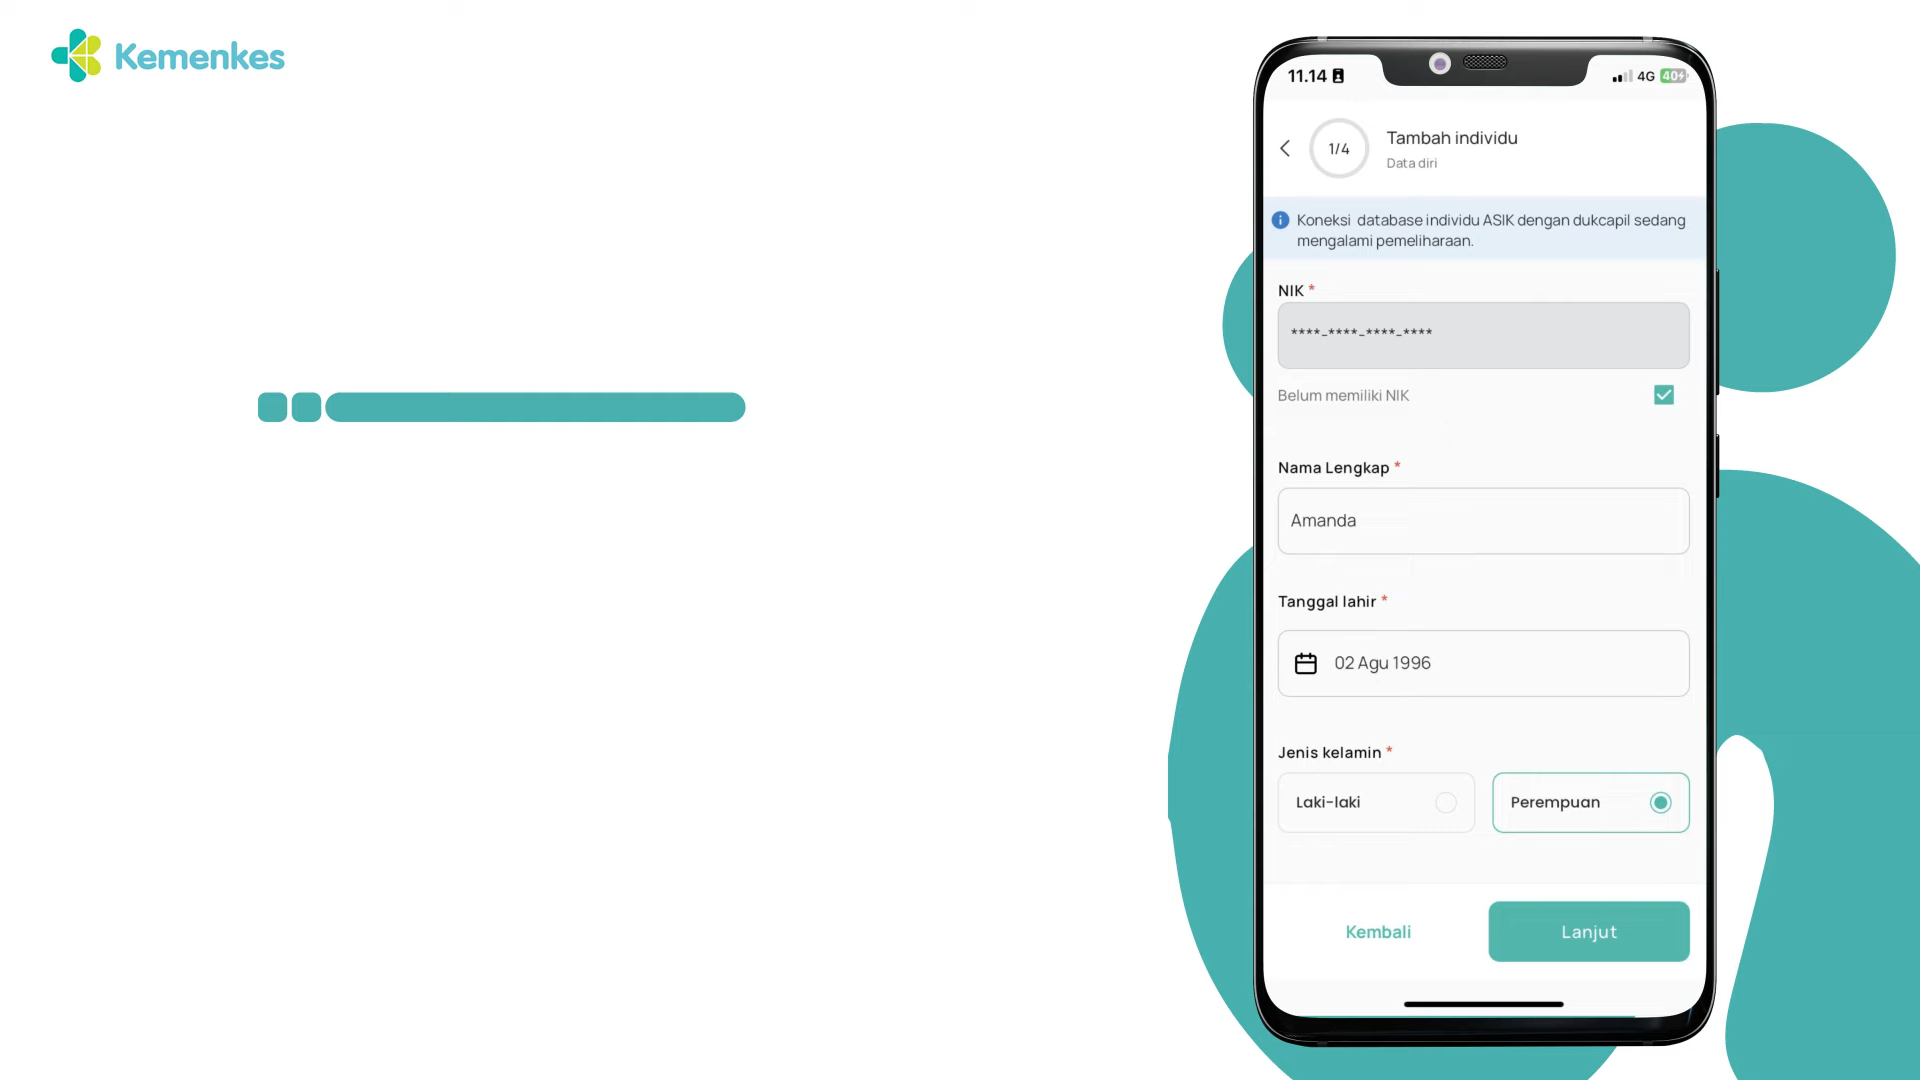 Kemenkes
11.14
4G 40
1/4
Tambah individu
Data diri
Koneksi database individu ASIK dengan dukcapil sedang
mengalami pemeliharaan.
NIK *
****-****-****-****
Belum memiliki NIK
Nama Lengkap *
Amanda
Tanggal lahir *
02 Agu 1996
Jenis kelamin *
Laki-laki
Perempuan
Kembali
Lanjut